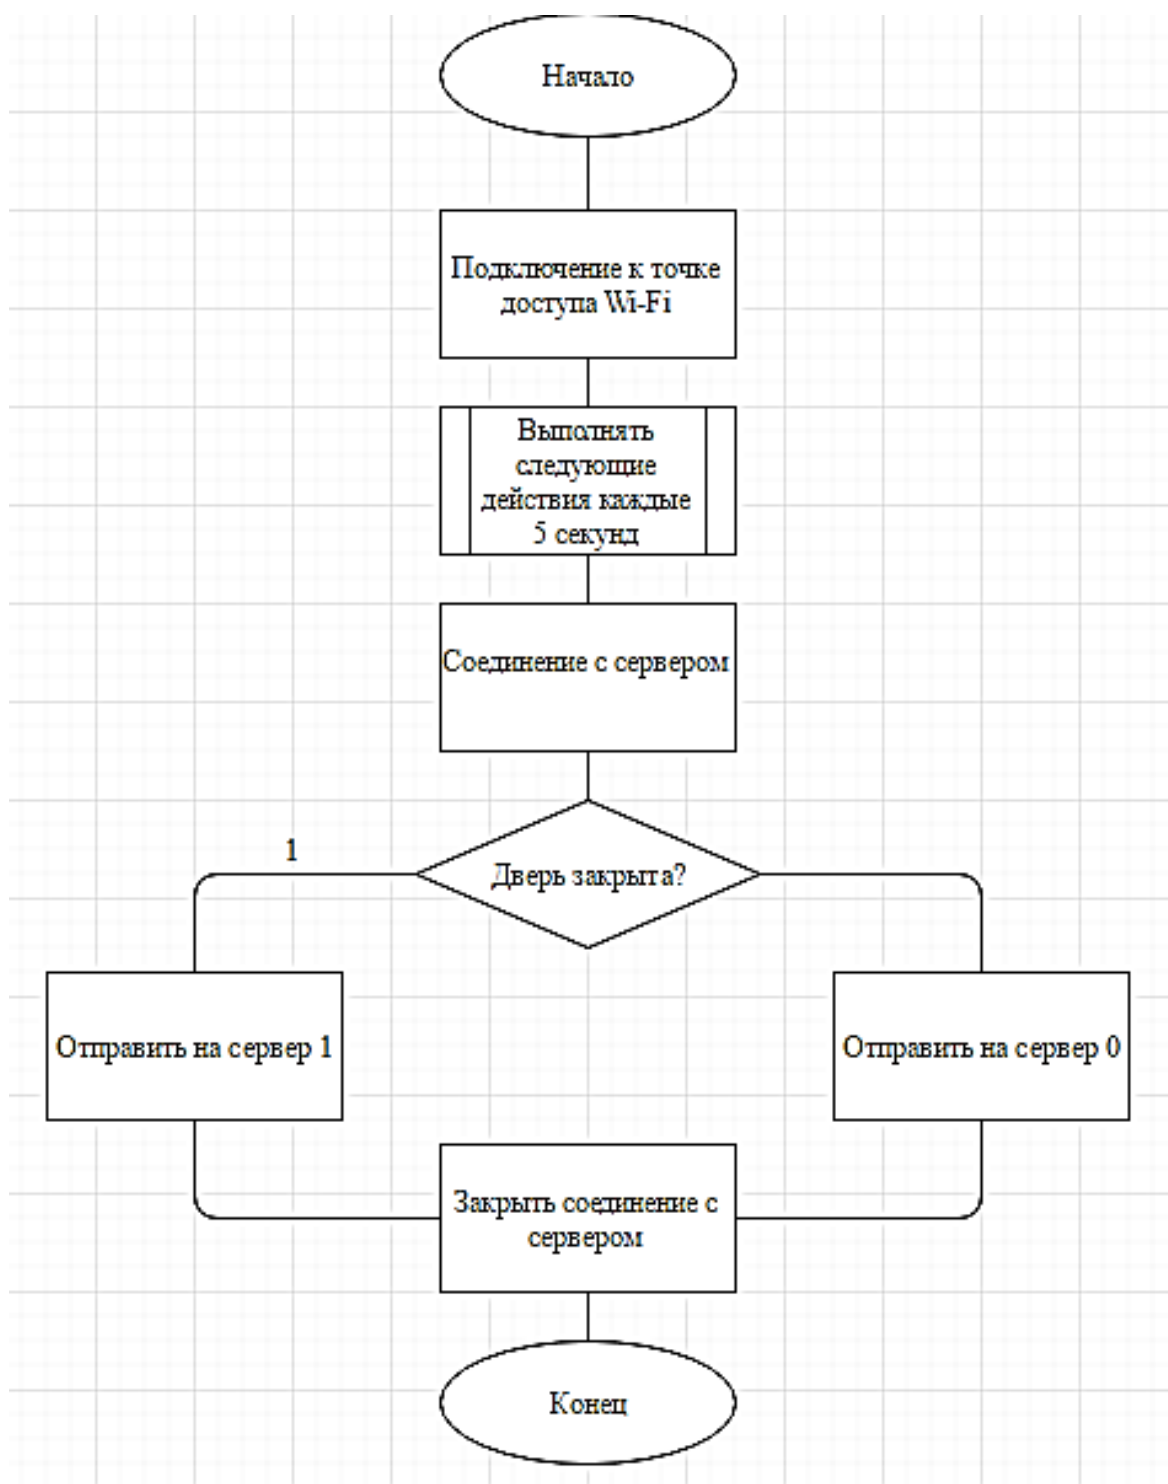 Начало
Подключение к точке
доступа Wi-Fi
Выполнять
следующие
действия каждые
5 секунд
Соединение с сервером
1
Дверь закрыта?
Отправить на сервер 1
Отправить на сервер 0
Закрыть соединение с
сервером
Конец